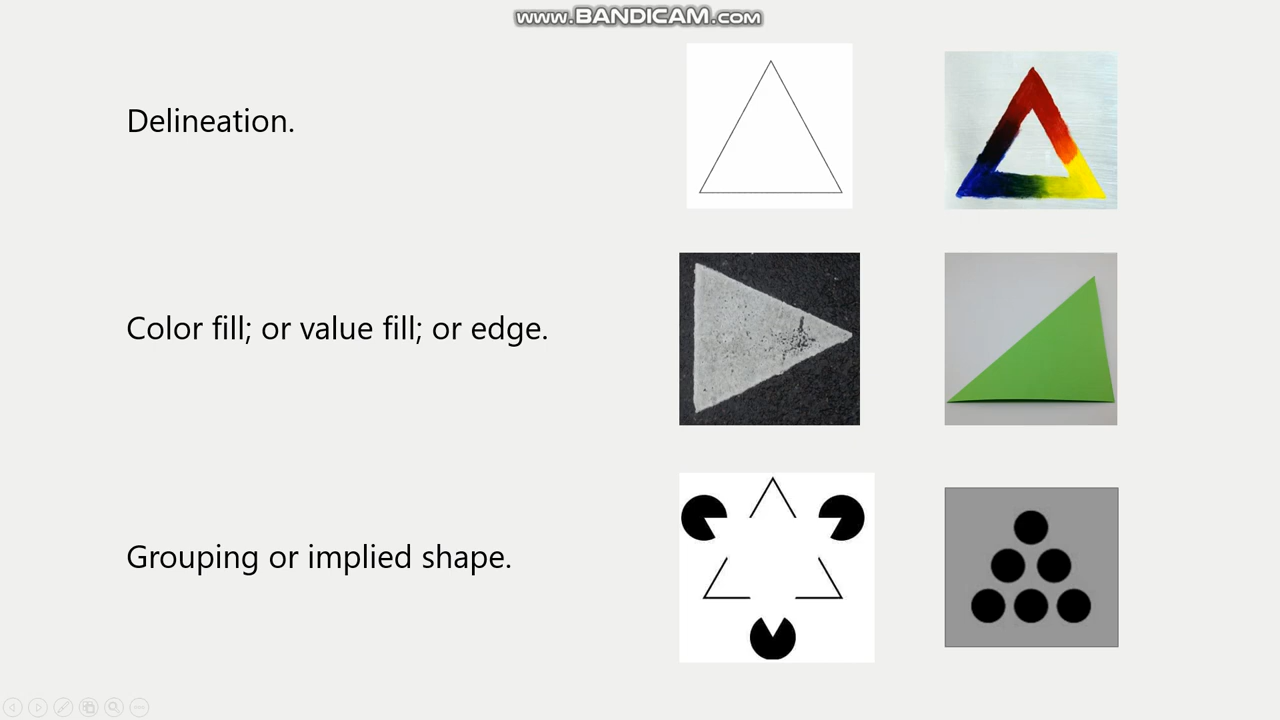 www.BANDICAM.com
Delineation.
Color fill; or value fill; or edge.
Grouping or implied shape.